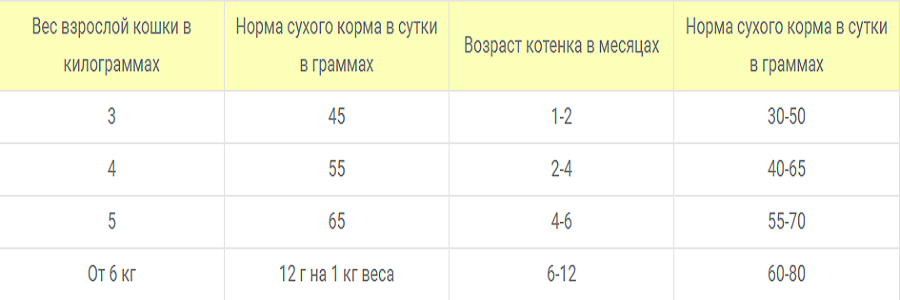 Вес взрослой кошки в
килограммах
Норма сухого корма в сутки
в граммах
Возраст котенка в месяцах
Норма сухого корма в сутки
в граммах
3 45 1-2 30-50
4 55 2-4 40-65
5 65 4-6 55-70
От 6 кг 12 г на 1 кг веса 6-12 60-80